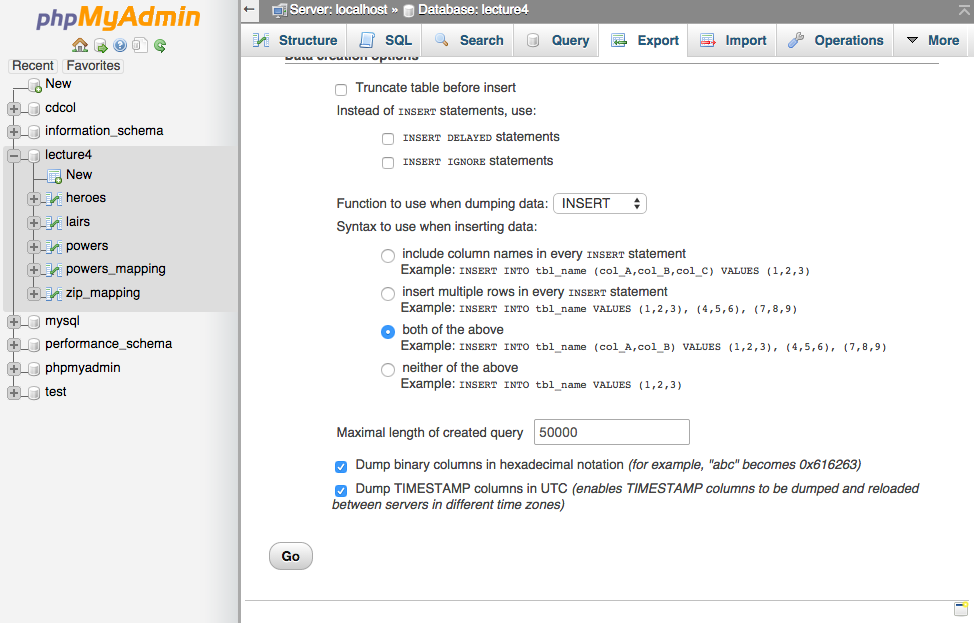 phpMyAdmin
Recent Favorites
New
cdcol
information_schema
lecture4
New
heroes
lairs
powers
powers_mapping
zip_mapping
mysql
performance_schema
phpmyadmin
test
Server: localhost » Database: lecture4
Structure SQL Search Query Export Import Operations More
Data creation options
Truncate table before insert
Instead of INSERT statements, use:
INSERT DELAYED statements
INSERT IGNORE statements
Function to use when dumping data: INSERT
Syntax to use when inserting data:
include column names in every INSERT statement
Example: INSERT INTO tbl_name (col_A,col_B,col_C) VALUES (1,2,3)
insert multiple rows in every INSERT statement
Example: INSERT INTO tbl_name VALUES (1,2,3), (4,5,6), (7,8,9)
both of the above
Example: INSERT INTO tbl_name (col_A,col_B) VALUES (1,2,3), (4,5,6), (7,8,9)
neither of the above
Example: INSERT INTO tbl_name VALUES (1,2,3)
Maximal length of created query 50000
Dump binary columns in hexadecimal notation (for example, "abc" becomes 0x616263)
Dump TIMESTAMP columns in UTC (enables TIMESTAMP columns to be dumped and reloaded
between servers in different time zones)
Go